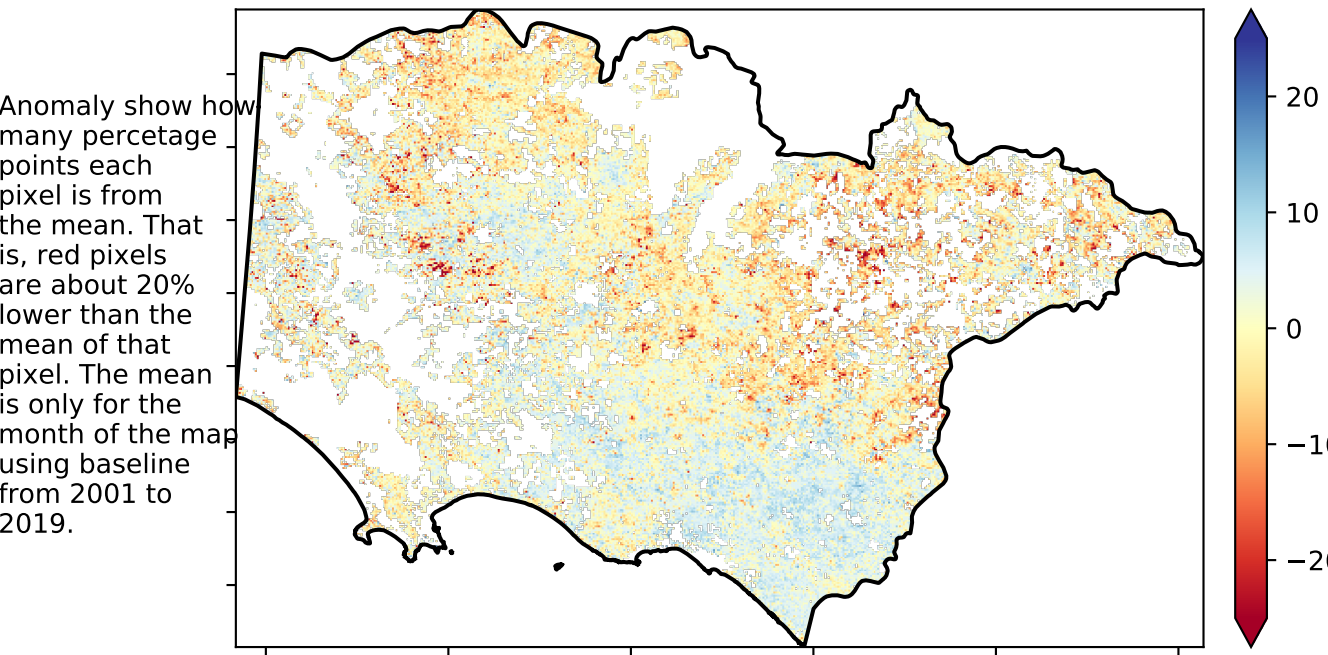 Anomaly show how
many percetage
points each
pixel is from
the mean. That
is, red pixels
are about 20%
lower than the
mean of that
pixel. The mean
is only for the
month of the map
using baseline
from 2001 to
2019.
20
10
0
−10
−20